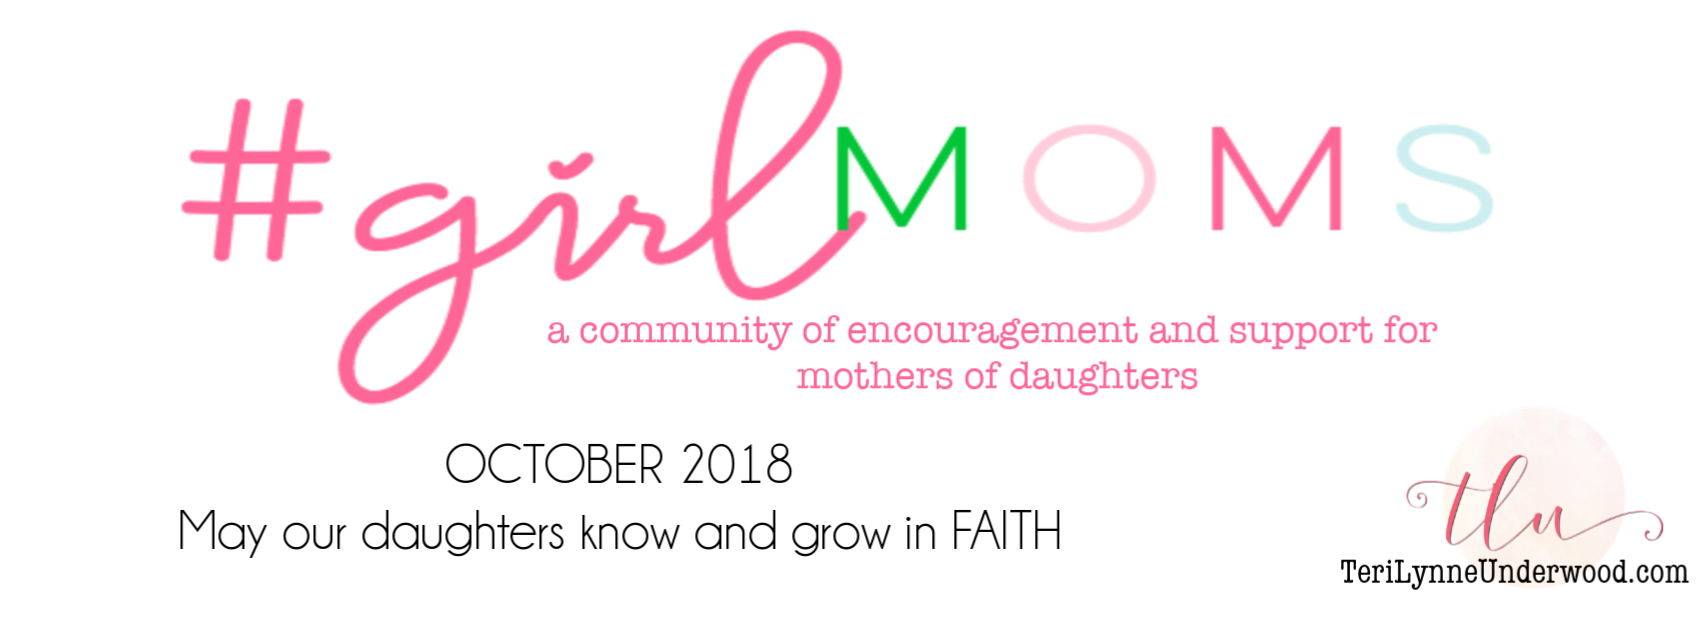 #girlMOMS
a community of encouragement and support for
mothers of daughters
OCTOBER 2018
May our daughters know and grow in FAITH
tlu
TeriLynneUnderwood.com